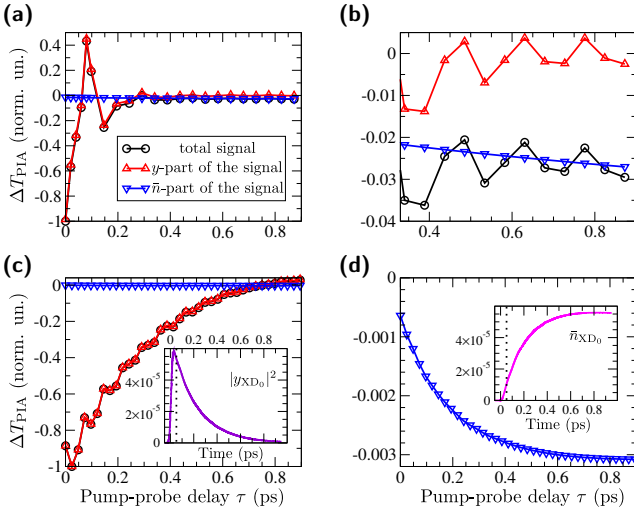 (a)
(b)
ΔT_PIA (norm. un.)
0.4
0.2
0
-0.2
-0.4
-0.6
-0.8
-1
0 0.2 0.4 0.6 0.8
total signal
y-part of the signal
n̄-part of the signal
0
-0.01
-0.02
-0.03
-0.04
0.4 0.6 0.8
(c)
(d)
ΔT_PIA (norm. un.)
0
-0.2
-0.4
-0.6
-0.8
-1
0 0.2 0.4 0.6 0.8
Pump-probe delay τ (ps)
0 0.2 0.4 0.6 0.8
|y_XD₀|²
4×10⁻⁵
2×10⁻⁵
0
Time (ps)
0
-0.001
-0.002
-0.003
0 0.2 0.4 0.6 0.8
Pump-probe delay τ (ps)
4×10⁻⁵
2×10⁻⁵
0
n̄_XD₀
0 0.2 0.4 0.6 0.8
Time (ps)